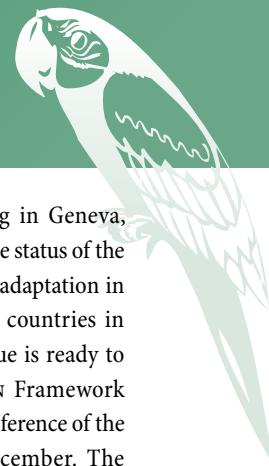 g in Geneva,
e status of the
adaptation in
countries in
ue is ready to
N Framework
ference of the
cember. The